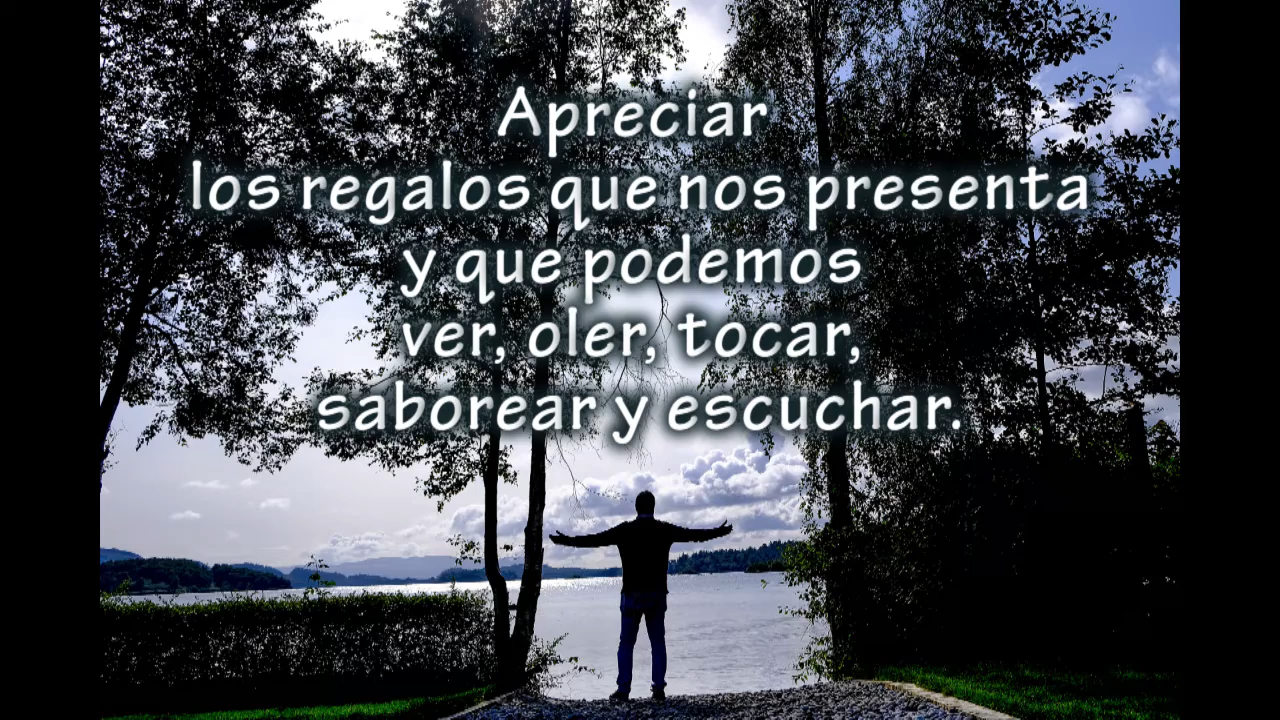 Apreciar
los regalos que nos presenta
y que podemos
ver, oler, tocar,
saborear y escuchar.